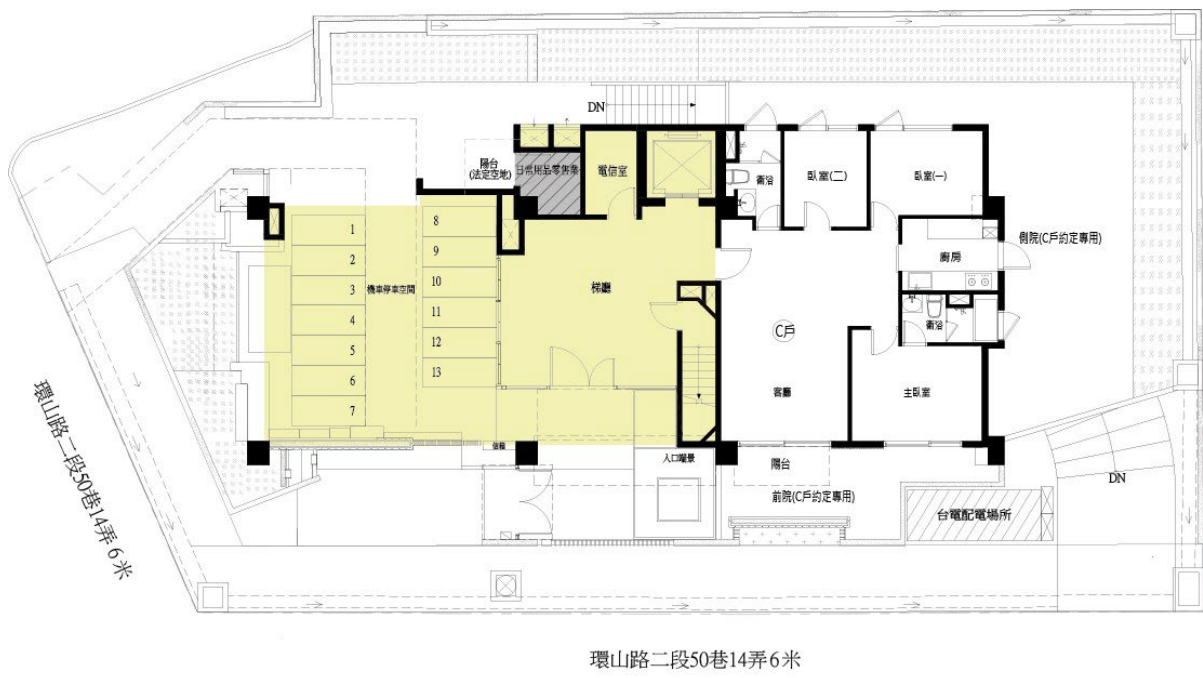 DN
陽台
(法定空地)
日常用品零售業
電信室
衛浴
臥室(二)
臥室(一)
廚房
側院(C戶約定專用)
1
2
3
4
5
6
7
機車停車空間
8
9
10
11
12
13
梯廳
C戶
客廳
衛浴
主臥室
信箱
入口端景
陽台
前院(C戶約定專用)
台電配電場所
DN
環山路二段50巷14弄 6米
環山路二段50巷14弄6米